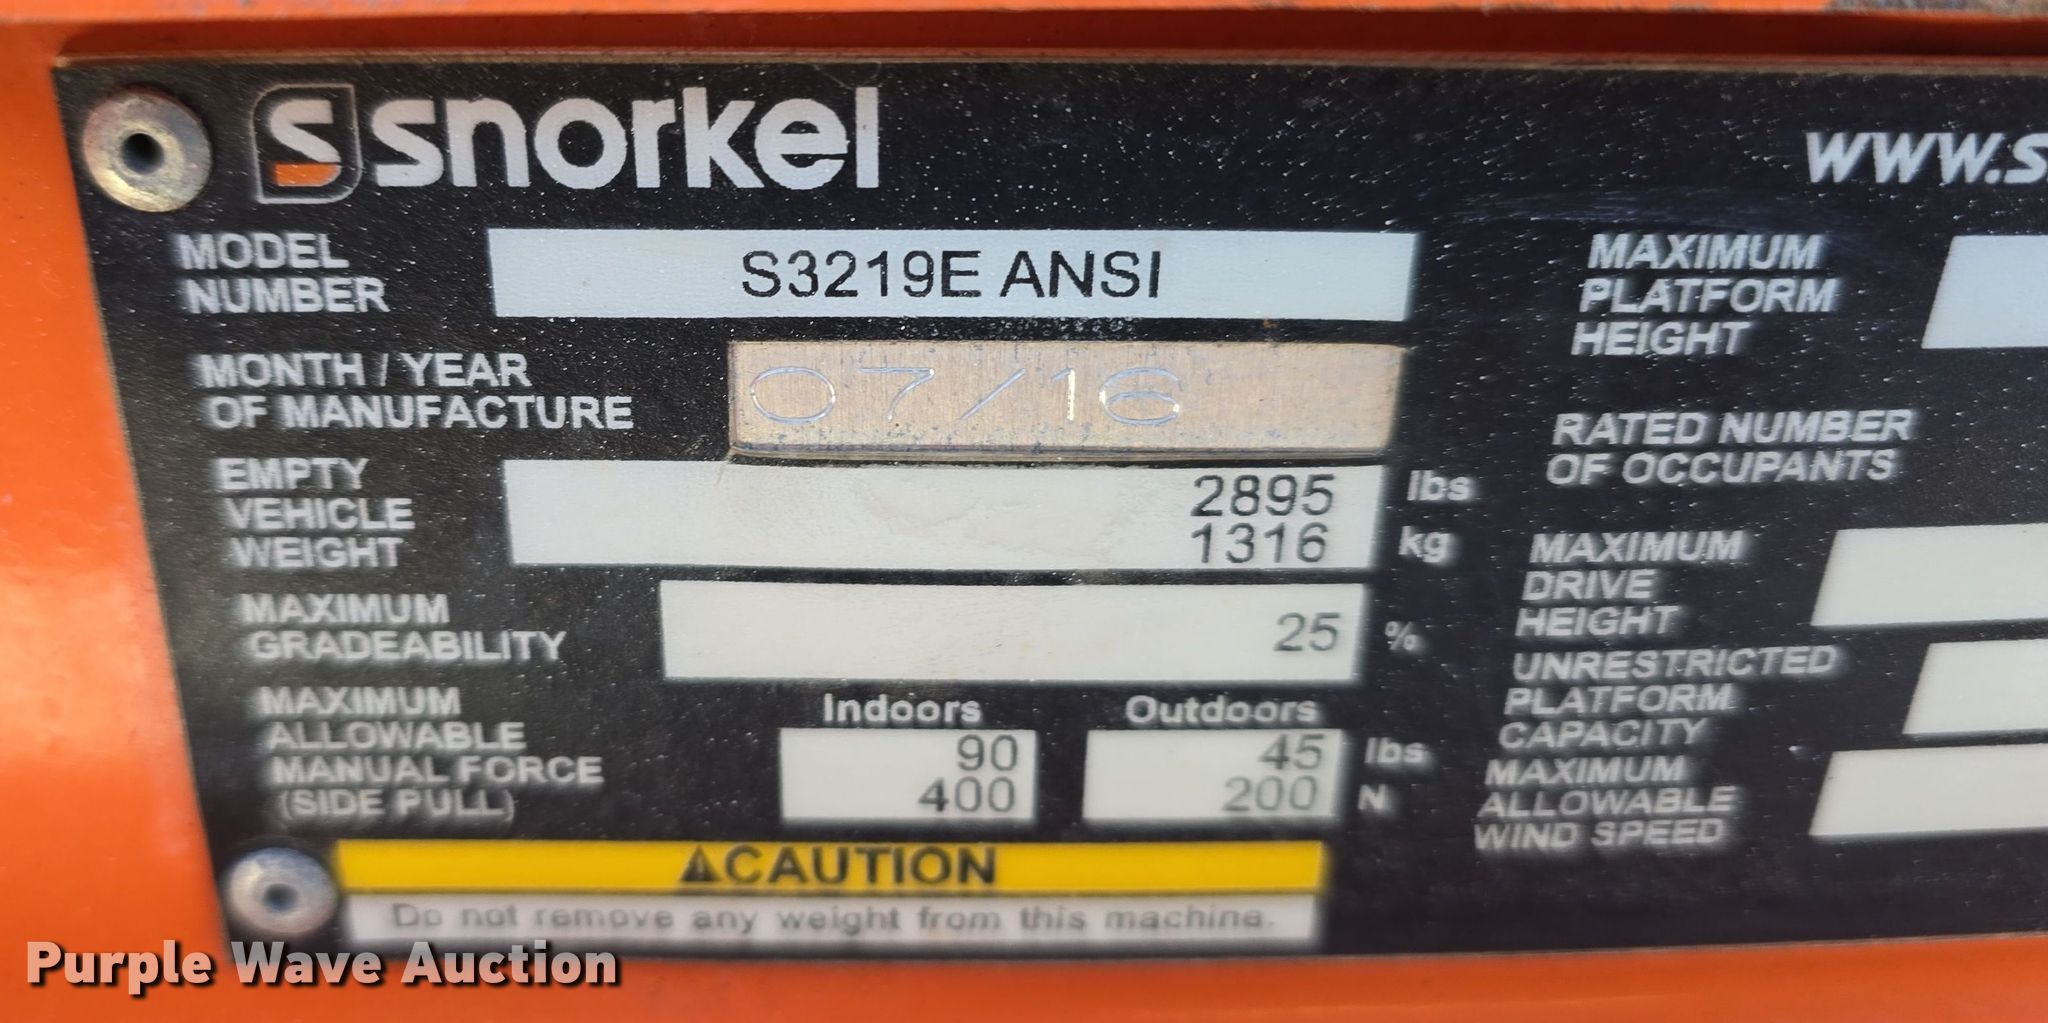 snorkel
WWW.S
MODEL
NUMBER
S3219E ANSI
MONTH / YEAR
OF MANUFACTURE
07/16
EMPTY
VEHICLE
WEIGHT
2895 lbs
1316 kg
MAXIMUM
GRADEABILITY
25 %
MAXIMUM
ALLOWABLE
MANUAL FORCE
(SIDE PULL)
Indoors Outdoors
90 45 lbs
400 200 N
CAUTION
Do not remove any weight from this machine.
MAXIMUM
PLATFORM
HEIGHT
RATED NUMBER
OF OCCUPANTS
MAXIMUM
DRIVE
HEIGHT
UNRESTRICTED
PLATFORM
CAPACITY
MAXIMUM
ALLOWABLE
WIND SPEED
Purple Wave Auction